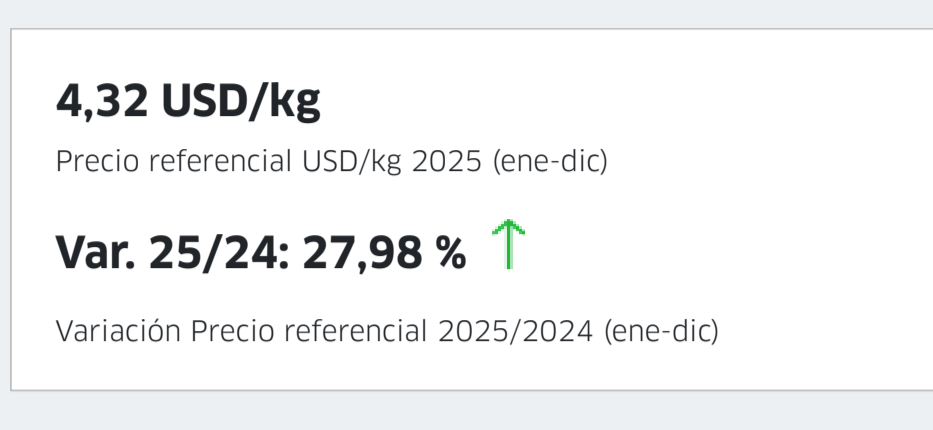 4,32 USD/kg
Precio referencial USD/kg 2025 (ene-dic)
Var. 25/24: 27,98 %
Variación Precio referencial 2025/2024 (ene-dic)